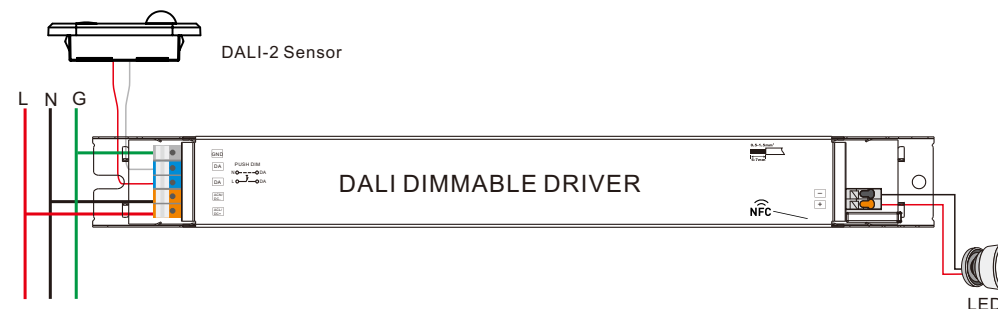 DALI-2 Sensor
L N G
GND
DA
DA
PUSH DIM
N DA
L DA
DALI DIMMABLE DRIVER
NFC
−
+
LED